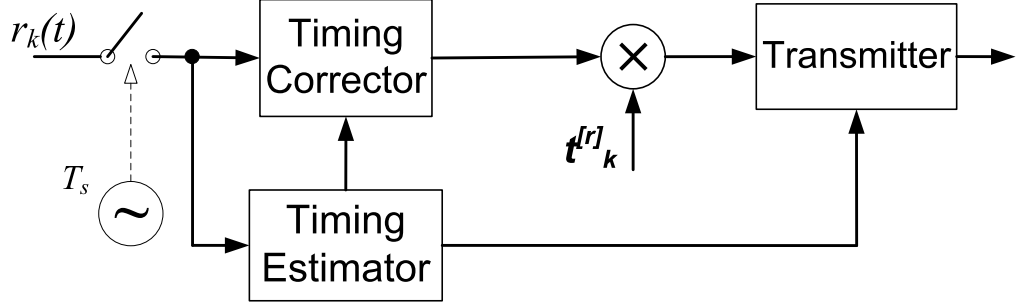 r_k(t)
Timing
Corrector
×
Transmitter
t^[r]_k
T_s
~
Timing
Estimator